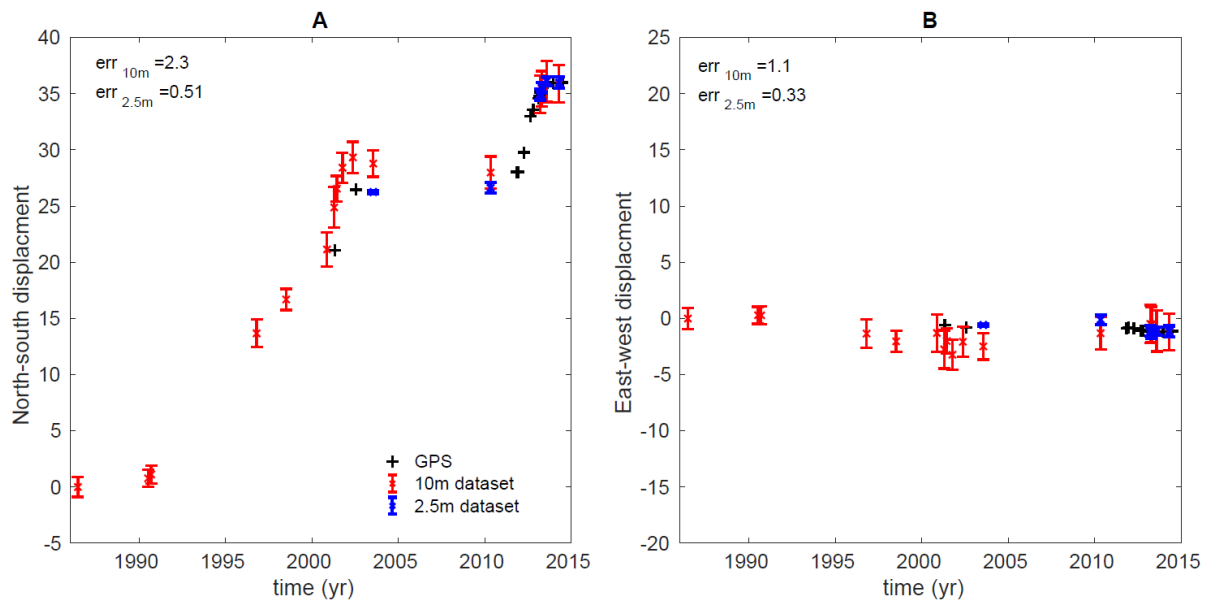 A
40
35
30
25
20
15
10
5
0
-5
err 10m =2.3
err 2.5m =0.51
North-south displacment
GPS
10m dataset
2.5m dataset
1990 1995 2000 2005 2010 2015
time (yr)
B
25
20
15
10
5
0
-5
-10
-15
-20
err 10m =1.1
err 2.5m =0.33
East-west displacment
1990 1995 2000 2005 2010 2015
time (yr)